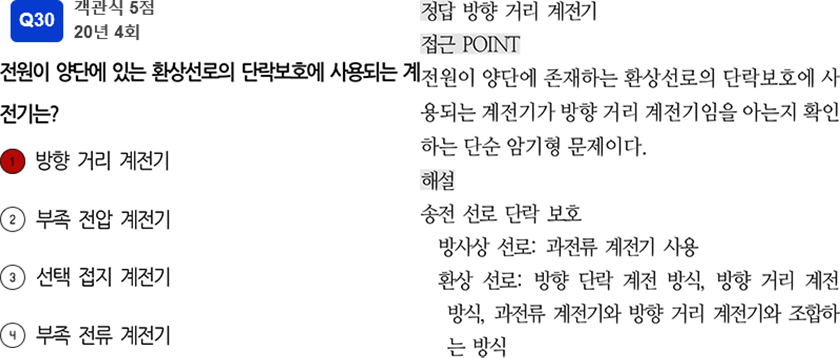 Q30
객관식 5점
20년 4회
전원이 양단에 있는 환상선로의 단락보호에 사용되는 계
전기는?
1 방향 거리 계전기
2 부족 전압 계전기
3 선택 접지 계전기
4 부족 전류 계전기
정답 방향 거리 계전기
접근 POINT
전원이 양단에 존재하는 환상선로의 단락보호에 사
용되는 계전기가 방향 거리 계전기임을 아는지 확인
하는 단순 암기형 문제이다.
해설
송전 선로 단락 보호
방사상 선로: 과전류 계전기 사용
환상 선로: 방향 단락 계전 방식, 방향 거리 계전
방식, 과전류 계전기와 방향 거리 계전기와 조합하
는 방식